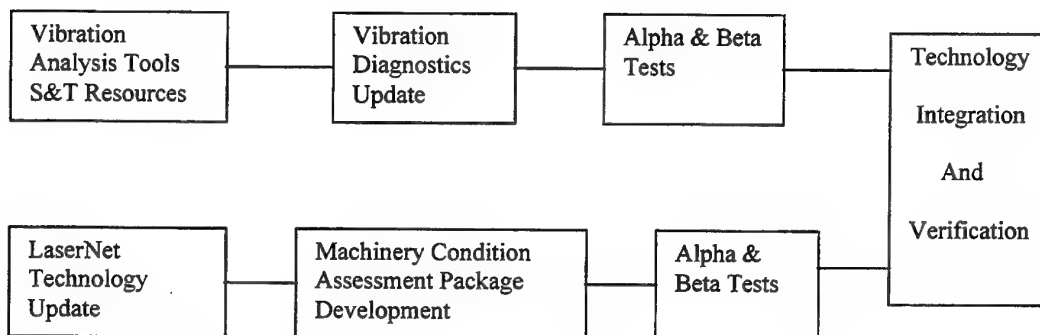 Vibration
Analysis Tools
S&T Resources
Vibration
Diagnostics
Update
Alpha & Beta
Tests
Technology
Integration
And
Verification
LaserNet
Technology
Update
Machinery Condition
Assessment Package
Development
Alpha &
Beta Tests